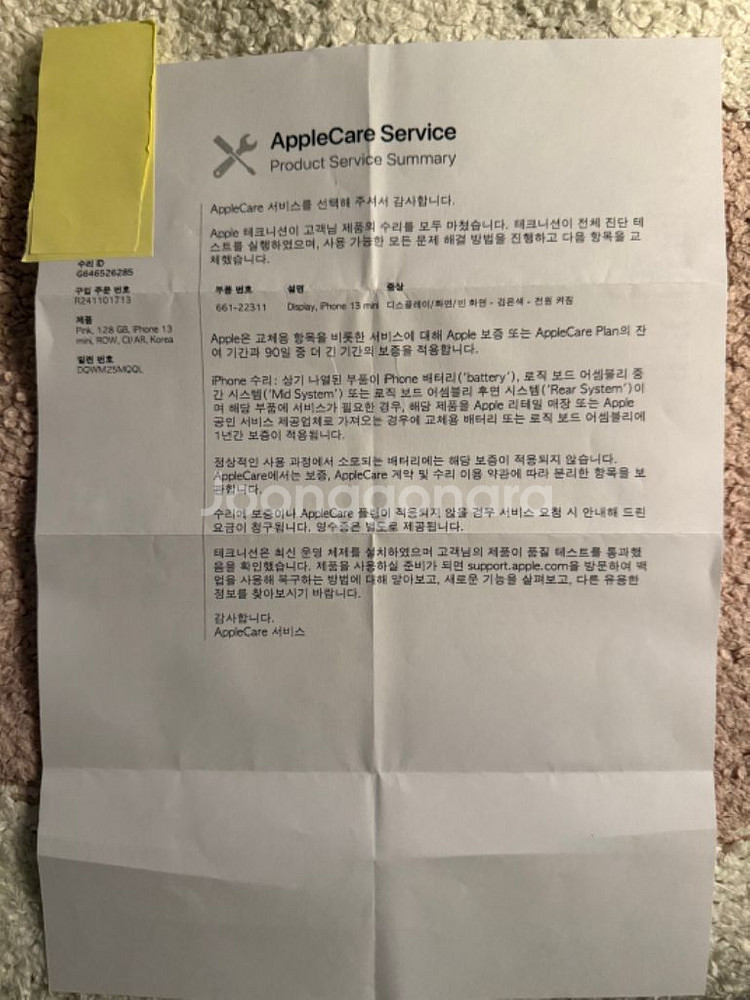 AppleCare Service
Product Service Summary
AppleCare 서비스를 선택해 주셔서 감사합니다.
Apple 테크니션이 고객님 제품의 수리를 모두 마쳤습니다. 테크니션이 전체 진단 테
스트를 실행하였으며, 사용 가능한 모든 문제 해결 방법을 진행하고 다음 항목을 교
체했습니다.
수리 ID
G646526285
구입 주문 번호
R241101713
제품
Pink, 128 GB, iPhone 13
mini, ROW, CI/AR, Korea
일련 번호
DQWM25MQQL
부품 번호 설명 증상
661-22311 Display, iPhone 13 mini 디스플레이/화면/빈 화면 - 검은색 - 전원 켜짐
Apple은 교체용 항목을 비롯한 서비스에 대해 Apple 보증 또는 AppleCare Plan의 잔
여 기간과 90일 중 더 긴 기간의 보증을 적용합니다.
iPhone 수리: 상기 나열된 부품이 iPhone 배터리('battery'), 로직 보드 어셈블리 중
간 시스템('Mid System') 또는 로직 보드 어셈블리 후면 시스템('Rear System')이
며 해당 부품에 서비스가 필요한 경우, 해당 제품을 Apple 리테일 매장 또는 Apple
공인 서비스 제공업체로 가져오는 경우에 교체용 배터리 또는 로직 보드 어셈블리에
1년간 보증이 적용됩니다.
정상적인 사용 과정에서 소모되는 배터리에는 해당 보증이 적용되지 않습니다.
AppleCare에서는 보증, AppleCare 계약 및 수리 이용 약관에 따라 분리한 항목을 보
관합니다.
Joonggonara
수리에 보증이나 AppleCare 플랜이 적용되지 않을 경우 서비스 요청 시 안내해 드린
요금이 청구됩니다. 영수증은 별도로 제공됩니다.
테크니션은 최신 운영 체제를 설치하였으며 고객님의 제품이 품질 테스트를 통과했
음을 확인했습니다. 제품을 사용하실 준비가 되면 support.apple.com을 방문하여 백
업을 사용해 복구하는 방법에 대해 알아보고, 새로운 기능을 살펴보고, 다른 유용한
정보를 찾아보시기 바랍니다.
감사합니다.
AppleCare 서비스